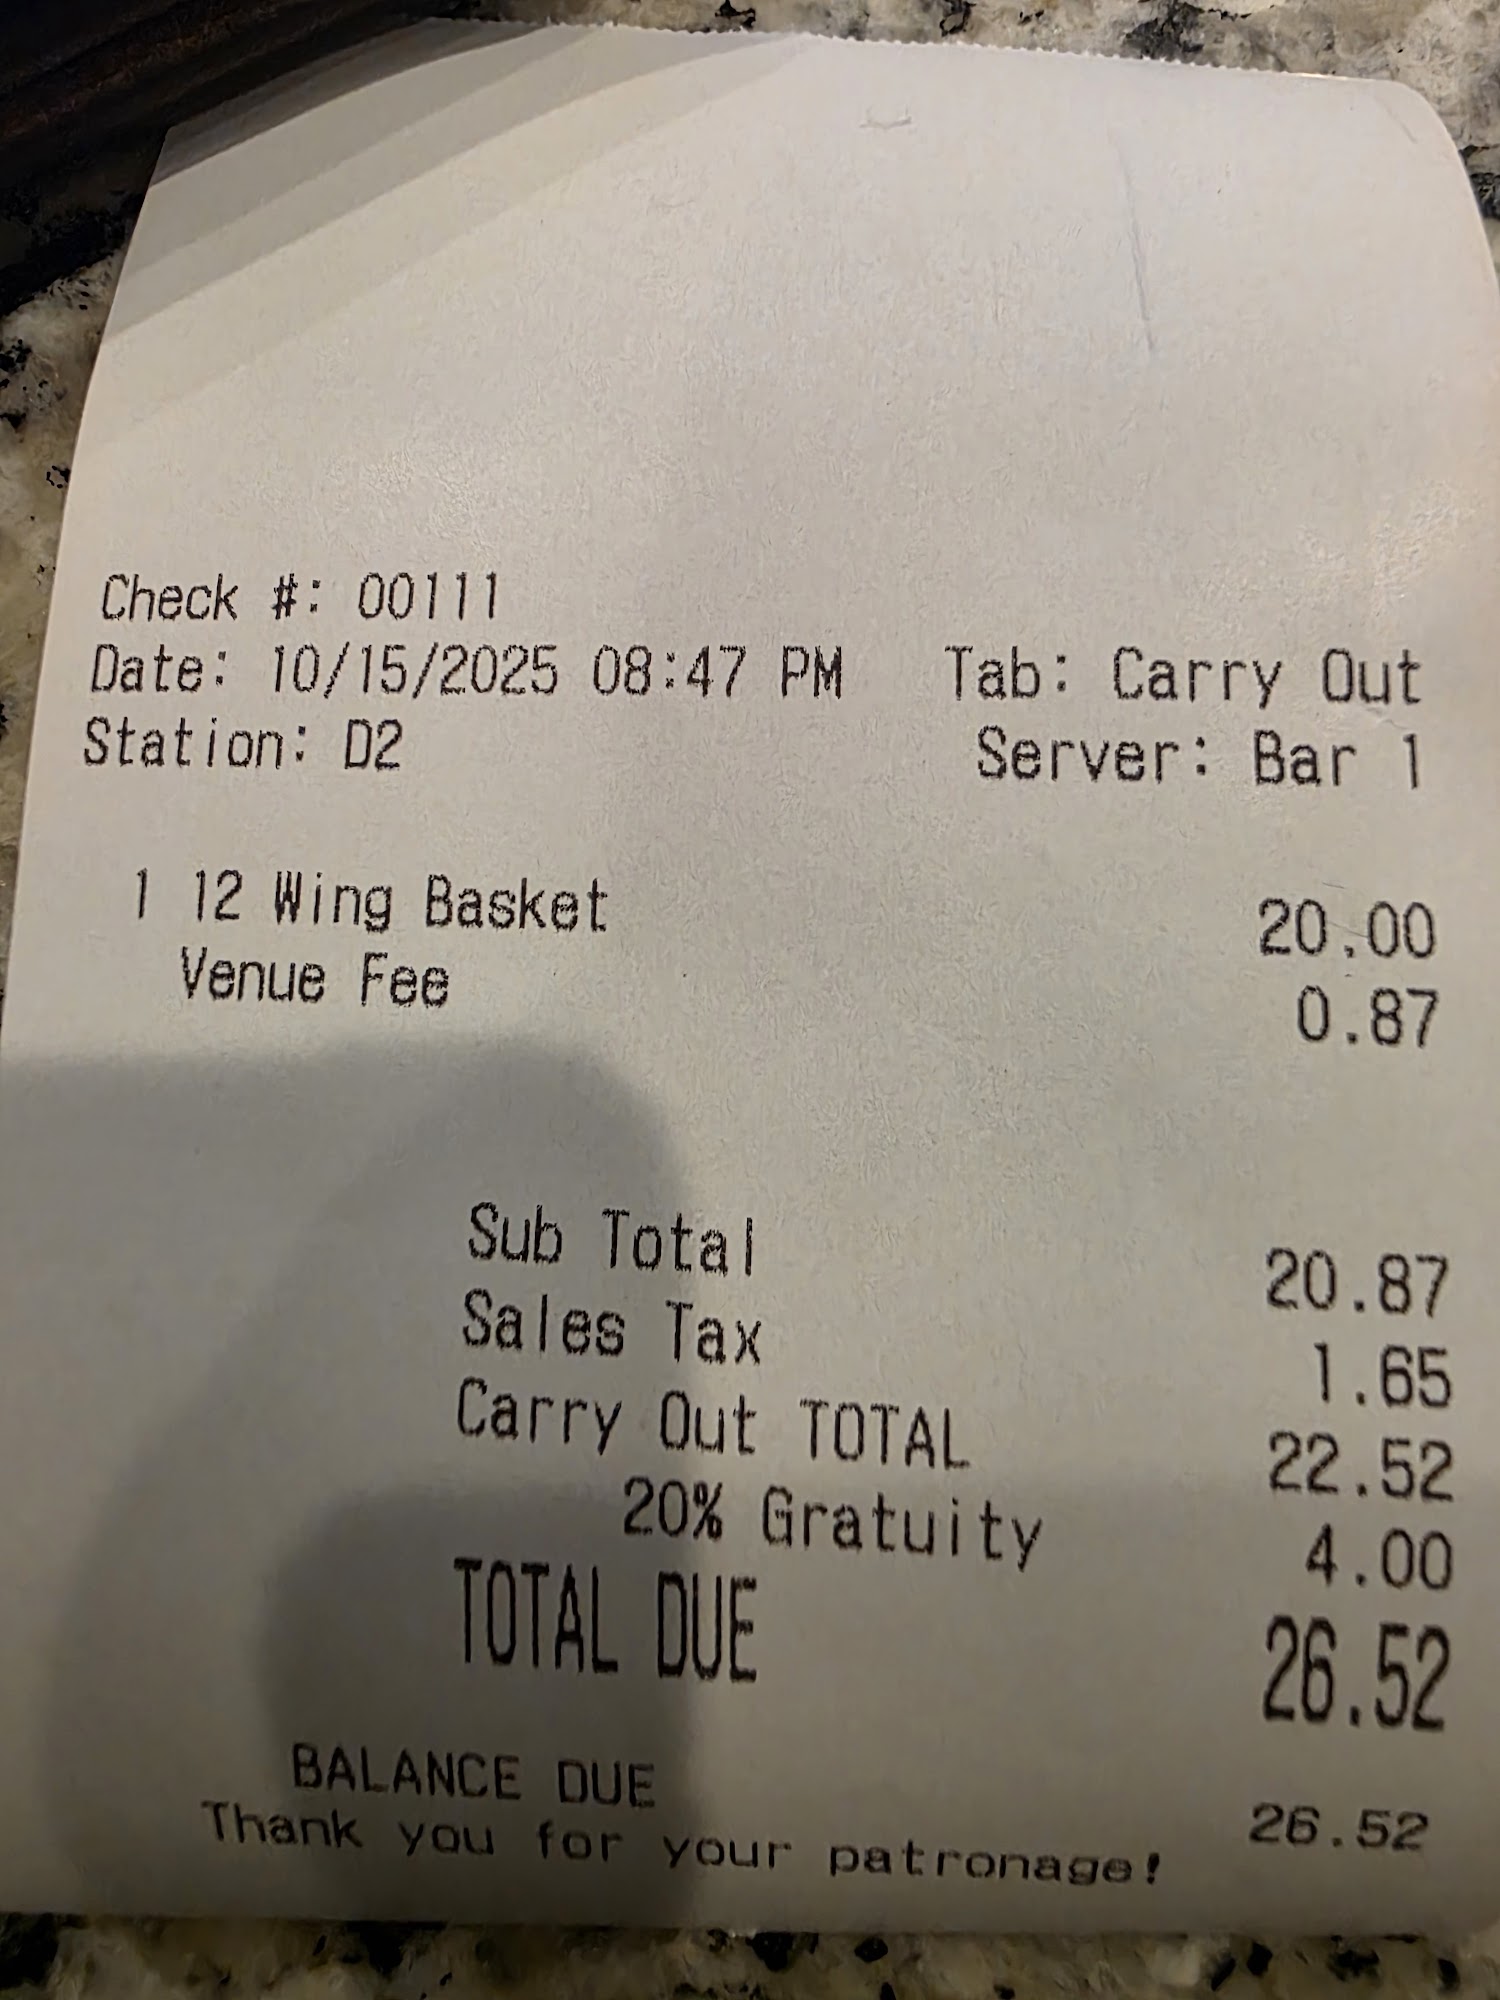 Check #: 00111
Date: 10/15/2025 08:47 PM Tab: Carry Out
Station: D2 Server: Bar 1
1 12 Wing Basket 20.00
Venue Fee 0.87
Sub Total 20.87
Sales Tax 1.65
Carry Out TOTAL 22.52
20% Gratuity 4.00
TOTAL DUE 26.52
BALANCE DUE 26.52
Thank you for your patronage!